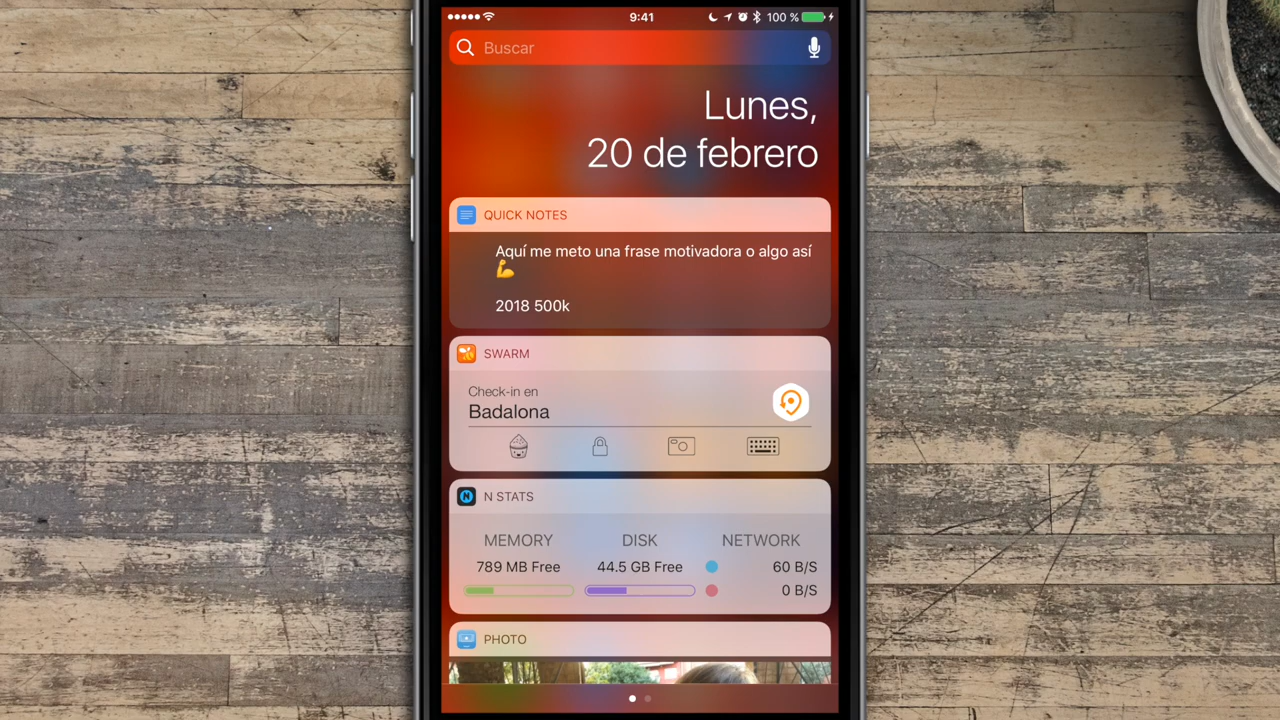 9:41
100 %
Buscar
Lunes,
20 de febrero
QUICK NOTES
Aquí me meto una frase motivadora o algo así
💪
2018 500k
SWARM
Check-in en
Badalona
N STATS
MEMORY DISK NETWORK
789 MB Free 44.5 GB Free 60 B/S
0 B/S
PHOTO